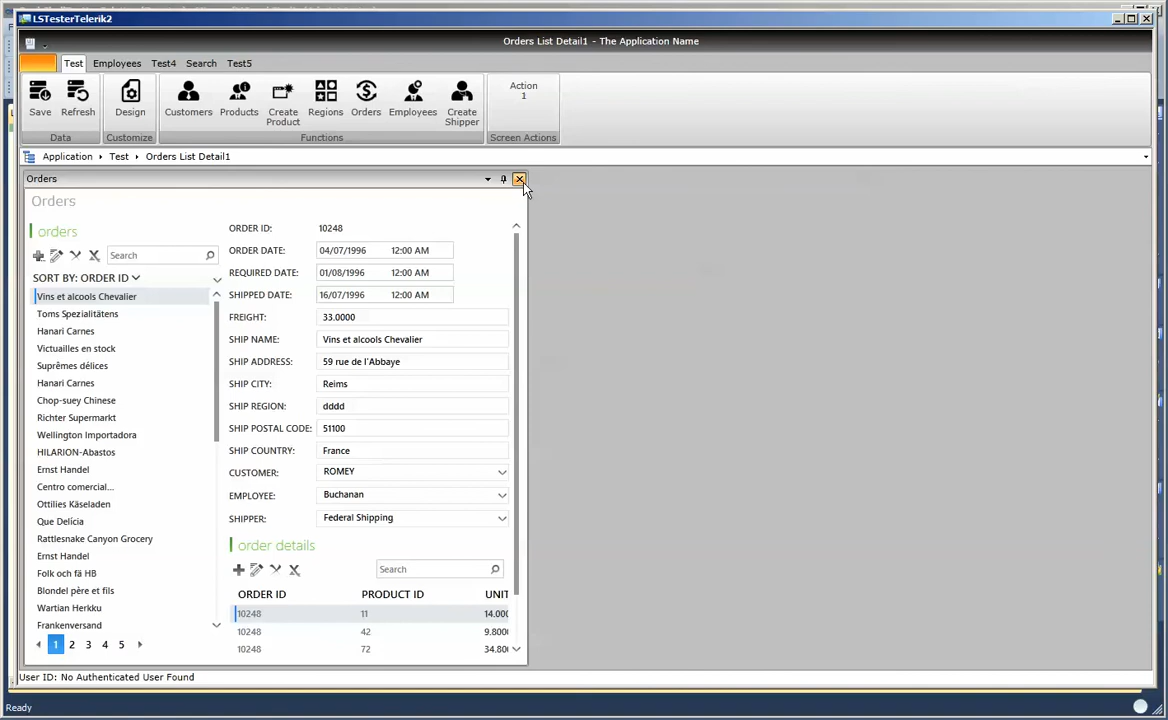 LSTesterTelerik2
Orders List Detail1 - The Application Name
Test Employees Test4 Search Test5
Save Refresh Design Customers Products Create Product Regions Orders Employees Create Shipper Action 1
Data Customize Functions Screen Actions
Application Test Orders List Detail1
Orders
Orders
orders
Search
SORT BY: ORDER ID
Vins et alcools Chevalier
Toms Spezialitätens
Hanari Carnes
Victuailles en stock
Suprêmes délices
Hanari Carnes
Chop-suey Chinese
Richter Supermarkt
Wellington Importadora
HILARION-Abastos
Ernst Handel
Centro comercial...
Ottilies Käseladen
Que Delícia
Rattlesnake Canyon Grocery
Ernst Handel
Folk och fä HB
Blondel père et fils
Wartian Herkku
Frankenversand
1 2 3 4 5
ORDER ID: 10248
ORDER DATE: 04/07/1996 12:00 AM
REQUIRED DATE: 01/08/1996 12:00 AM
SHIPPED DATE: 16/07/1996 12:00 AM
FREIGHT: 33.0000
SHIP NAME: Vins et alcools Chevalier
SHIP ADDRESS: 59 rue de l'Abbaye
SHIP CITY: Reims
SHIP REGION: dddd
SHIP POSTAL CODE: 51100
SHIP COUNTRY: France
CUSTOMER: ROMEY
EMPLOYEE: Buchanan
SHIPPER: Federal Shipping
order details
Search
ORDER ID PRODUCT ID UNIT
10248 11 14.000
10248 42 9.8000
10248 72 34.800
User ID: No Authenticated User Found
Ready